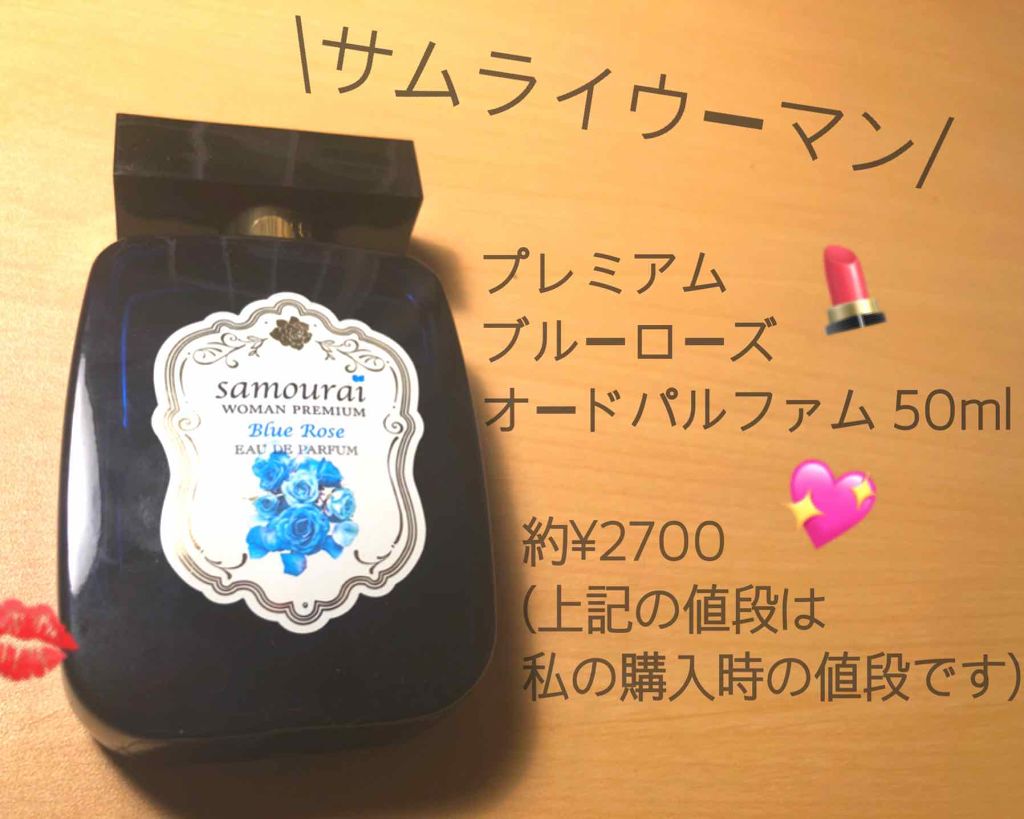 \サムライウーマン/
プレミアム
ブルーローズ
オードパルファム 50ml
約¥2700
(上記の値段は
私の購入時の値段です)
samouraï
WOMAN PREMIUM
Blue Rose
EAU DE PARFUM